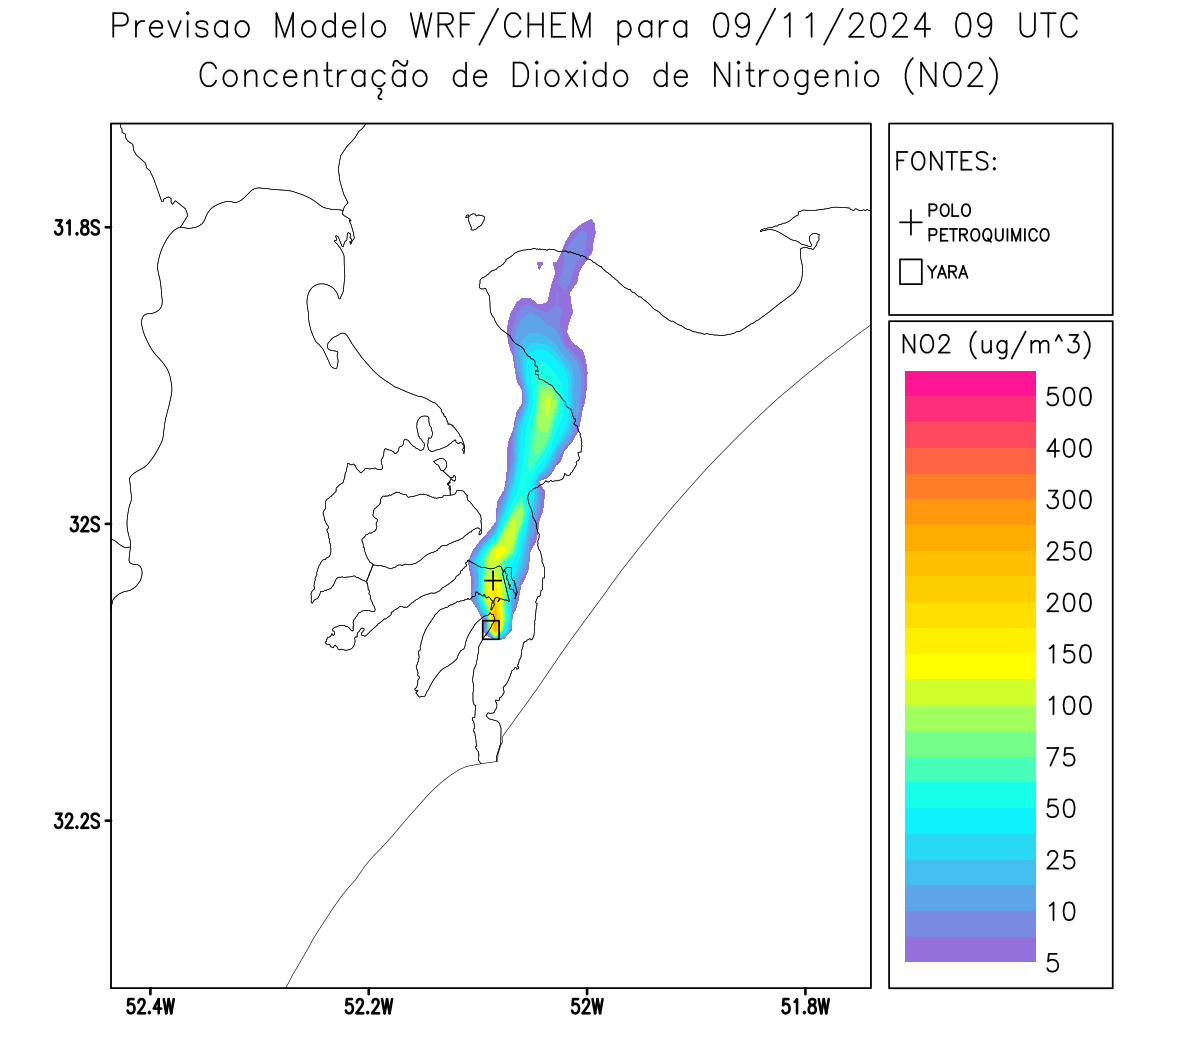 Previsao Modelo WRF/CHEM para 09/11/2024 09 UTC
Concentração de Dioxido de Nitrogenio (NO2)
FONTES:
POLO
PETROQUIMICO
YARA
NO2 (ug/m^3)
500
400
300
250
200
150
100
75
50
25
10
5
31.8S
32S
32.2S
52.4W
52.2W
52W
51.8W